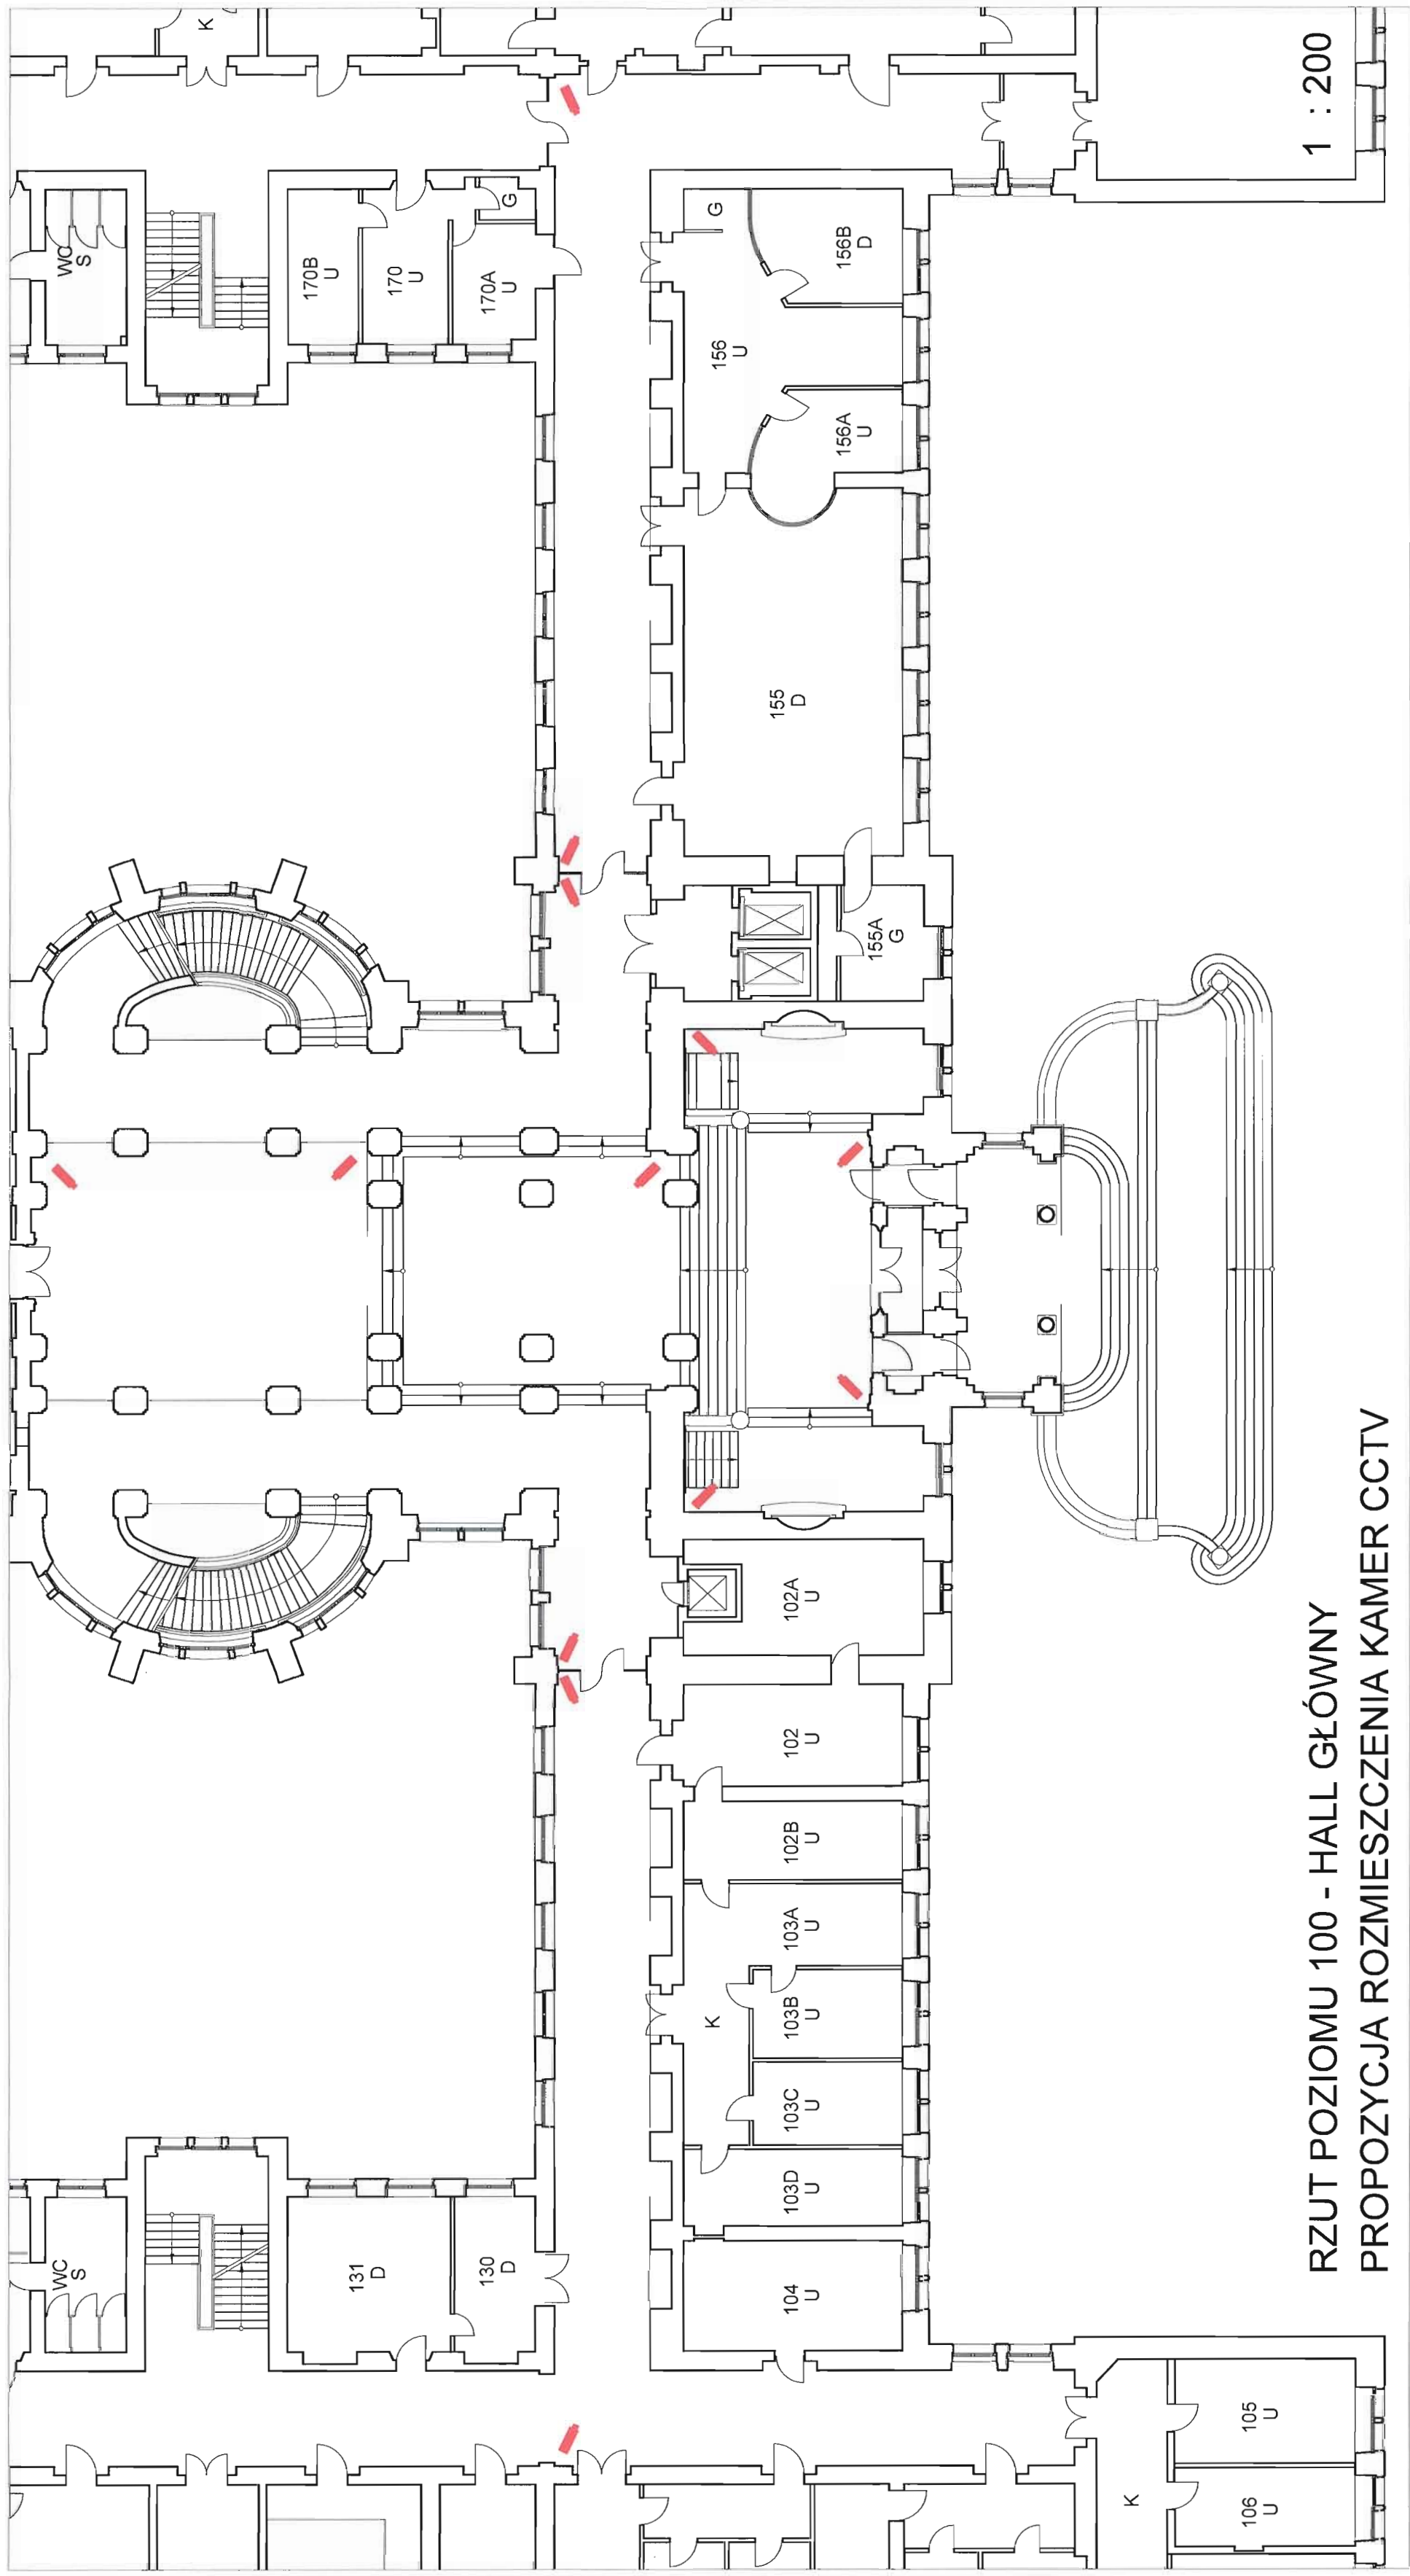 WC
S
WC
S
K
131
D
170B
U
170
U
130
D
170A
U
G
K
G
156
U
104
U
103D
U
103C
U
103B
U
103A
U
102B
U
102
U
102A
U
155
D
155A
G
156A
U
156B
D
K
106
U
105
U
RZUT POZIOMU 100 - HALL GŁÓWNY
1 : 200
PROPOZYCJA ROZMIESZCZENIA KAMER CCTV